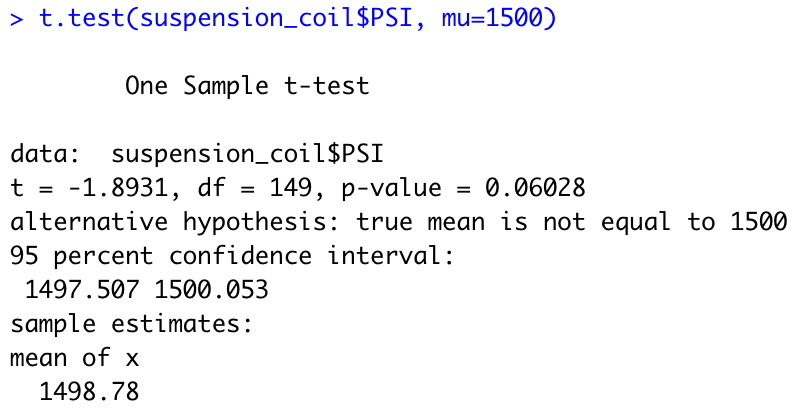 > t.test(suspension_coil$PSI, mu=1500)
One Sample t-test
data:  suspension_coil$PSI
t = -1.8931, df = 149, p-value = 0.06028
alternative hypothesis: true mean is not equal to 1500
95 percent confidence interval:
1497.507 1500.053
sample estimates:
mean of x
1498.78